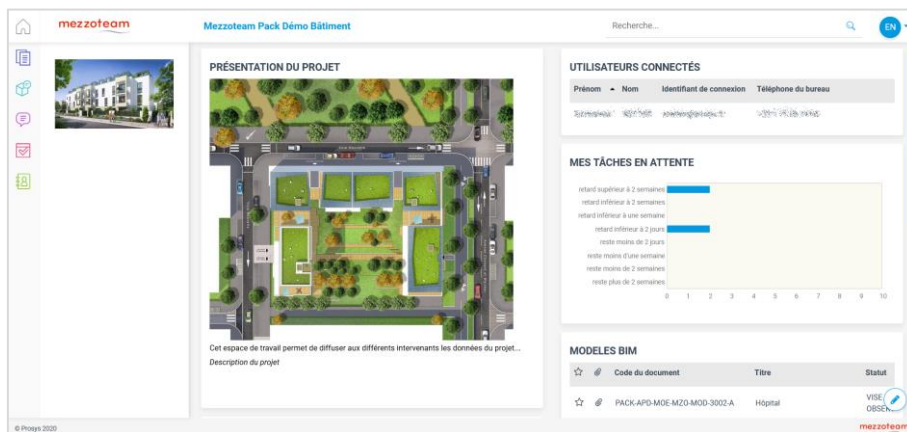 mezzoteam
Mezzoteam Pack Démo Bâtiment
Recherche...
EN
PRÉSENTATION DU PROJET
Cet espace de travail permet de diffuser aux différents intervenants les données du projet...
Description du projet
UTILISATEURS CONNECTÉS
Prénom Nom Identifiant de connexion Téléphone du bureau
MES TÂCHES EN ATTENTE
retard supérieur à 2 semaines
retard inférieur à 2 semaines
retard inférieur à une semaine
retard inférieur à 2 jours
reste moins de 2 jours
reste moins d'une semaine
reste moins de 2 semaines
reste plus de 2 semaines
0 1 2 3 4 5 6 7 8 9 10
MODELES BIM
Code du document Titre Statut
PACK-APD-MOE-MZO-MOD-3002-A Hôpital VISE
OBSERV
© Prosys 2020
mezzoteam